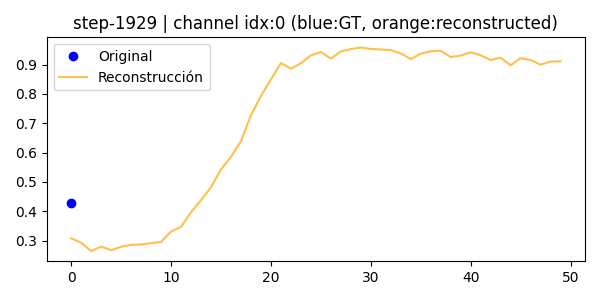 step-1929 | channel idx:0 (blue:GT, orange:reconstructed)
Original
Reconstrucción
0.9
0.8
0.7
0.6
0.5
0.4
0.3
0 10 20 30 40 50